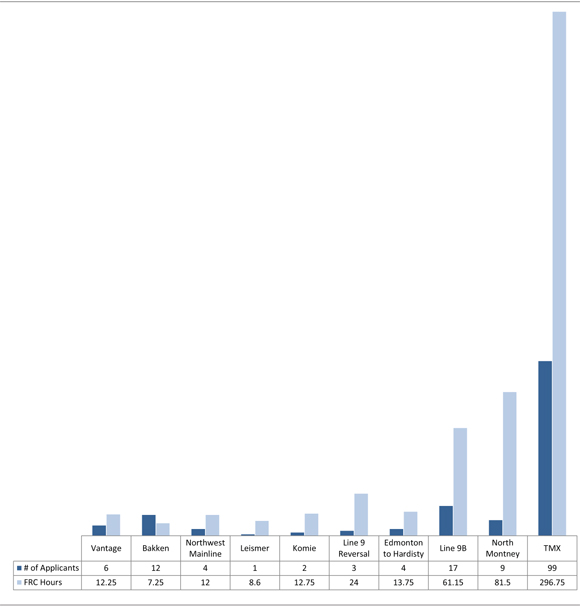 Vantage Bakken Northwest Mainline Leismer Komie Line 9 Reversal Edmonton to Hardisty Line 9B North Montney TMX
# of Applicants 6 12 4 1 2 3 4 17 9 99
FRC Hours 12.25 7.25 12 8.6 12.75 24 13.75 61.15 81.5 296.75